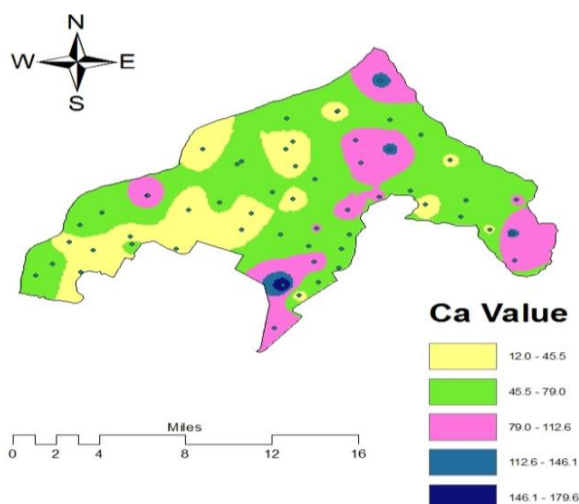 N
W E
S
Ca Value
12.0 - 45.5
45.5 - 79.0
79.0 - 112.6
112.6 - 146.1
146.1 - 179.6
Miles
0 2 4 8 12 16